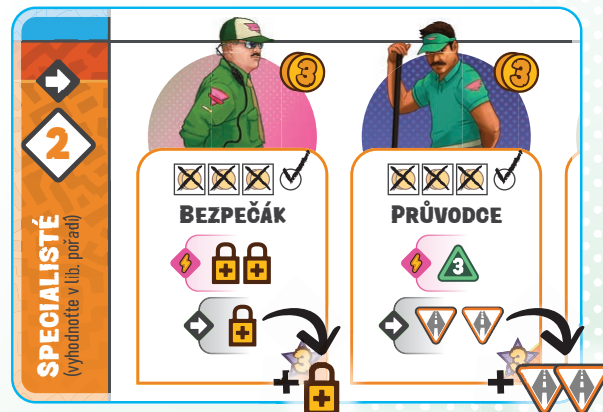 3
3
2
SPECIALISTÉ
(vyhodnoťte v lib. pořadí)
BEZPEČÁK
PRŮVODCE
3
3
+
3
+